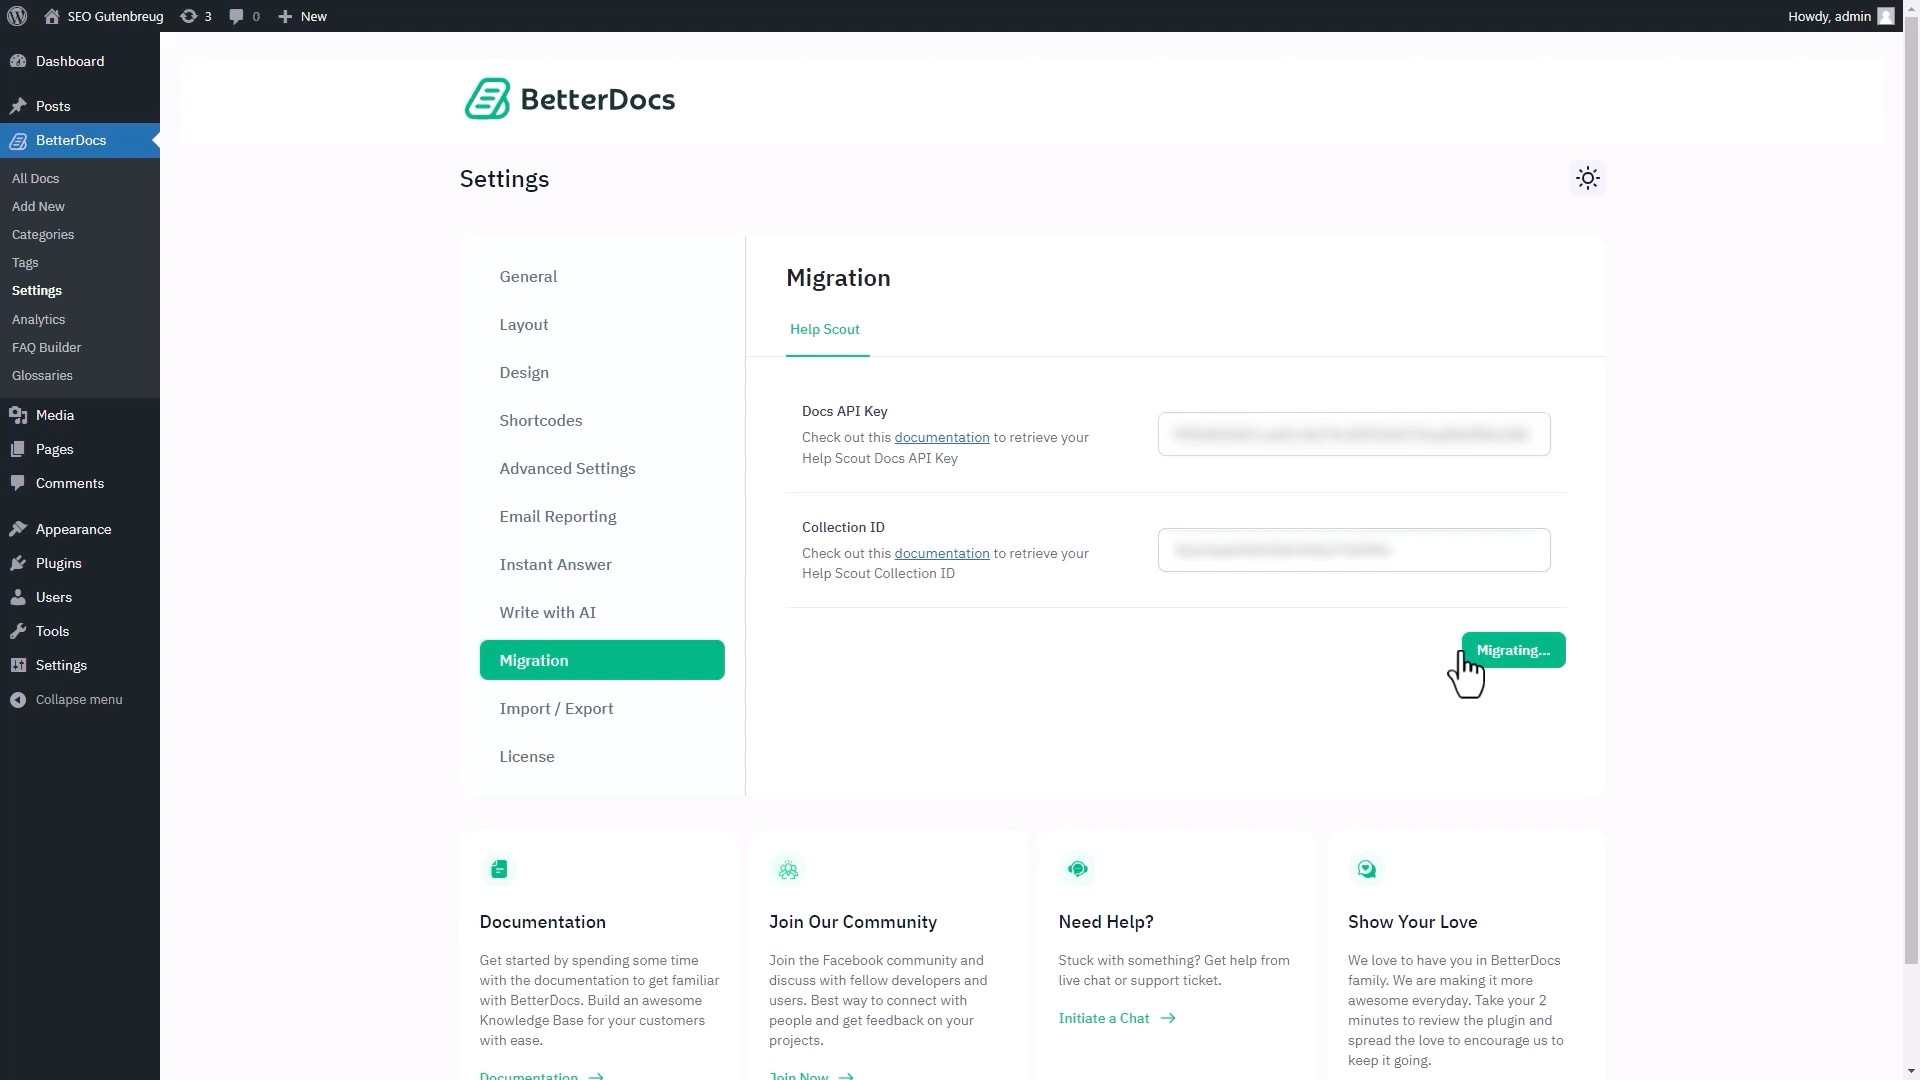 SEO Gutenbreug
3
0
New
Howdy, admin
Dashboard
Posts
BetterDocs
All Docs
Add New
Categories
Tags
Settings
Analytics
FAQ Builder
Glossaries
Media
Pages
Comments
Appearance
Plugins
Users
Tools
Settings
Collapse menu
BetterDocs
Settings
General
Layout
Design
Shortcodes
Advanced Settings
Email Reporting
Instant Answer
Write with AI
Migration
Import / Export
License
Migration
Help Scout
Docs API Key
Check out this documentation to retrieve your
Help Scout Docs API Key
Collection ID
Check out this documentation to retrieve your
Help Scout Collection ID
Migrating...
Documentation
Get started by spending some time
with the documentation to get familiar
with BetterDocs. Build an awesome
Knowledge Base for your customers
with ease.
Documentation
Join Our Community
Join the Facebook community and
discuss with fellow developers and
users. Best way to connect with
people and get feedback on your
projects.
Join Now
Need Help?
Stuck with something? Get help from
live chat or support ticket.
Initiate a Chat
Show Your Love
We love to have you in BetterDocs
family. We are making it more
awesome everyday. Take your 2
minutes to review the plugin and
spread the love to encourage us to
keep it going.